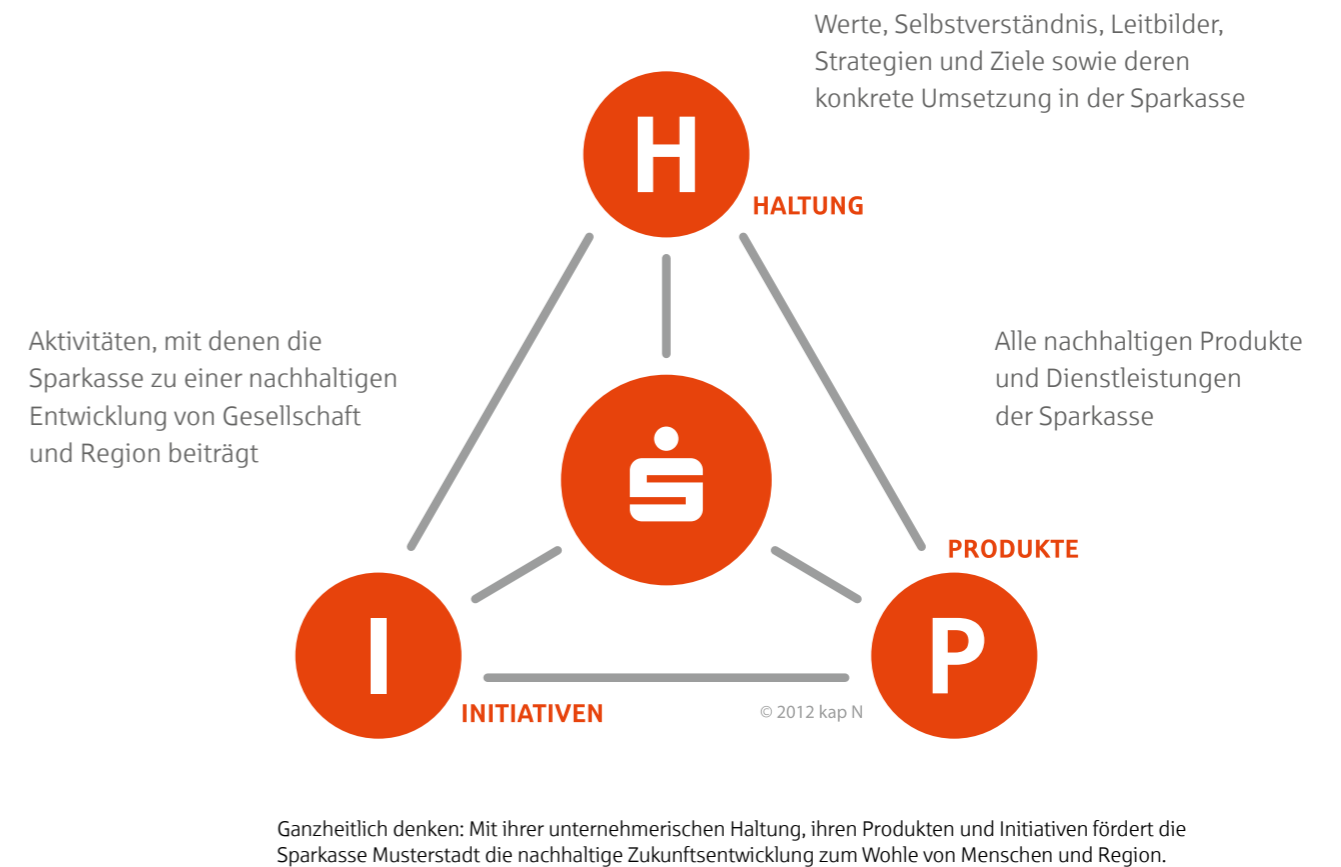 Werte, Selbstverständnis, Leitbilder,
Strategien und Ziele sowie deren
konkrete Umsetzung in der Sparkasse
H
HALTUNG
Aktivitäten, mit denen die
Sparkasse zu einer nachhaltigen
Entwicklung von Gesellschaft
und Region beiträgt
Alle nachhaltigen Produkte
und Dienstleistungen
der Sparkasse
S
PRODUKTE
I
P
INITIATIVEN
© 2012 kap N
Ganzheitlich denken: Mit ihrer unternehmerischen Haltung, ihren Produkten und Initiativen fördert die
Sparkasse Musterstadt die nachhaltige Zukunftsentwicklung zum Wohle von Menschen und Region.